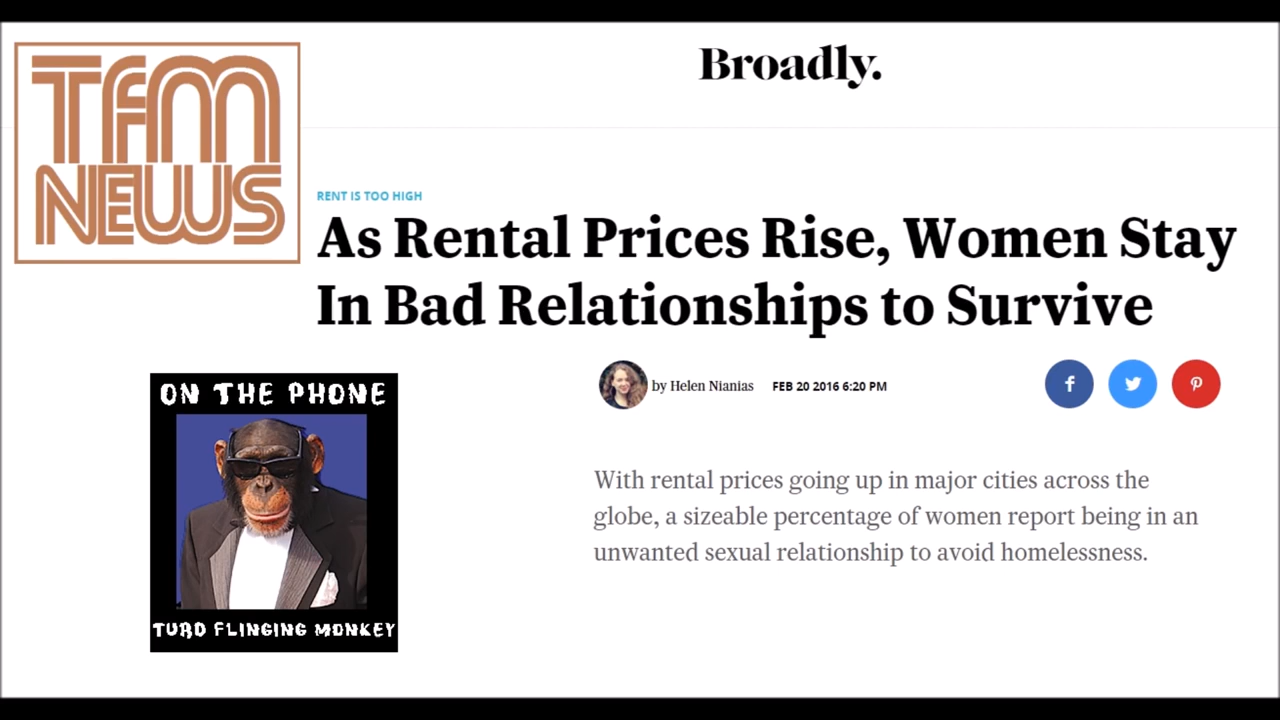 TFM
NEWS
Broadly.
RENT IS TOO HIGH
As Rental Prices Rise, Women Stay
In Bad Relationships to Survive
by Helen Nianias FEB 20 2016 6:20 PM
With rental prices going up in major cities across the
globe, a sizeable percentage of women report being in an
unwanted sexual relationship to avoid homelessness.
ON THE PHONE
TURD FLINGING MONKEY